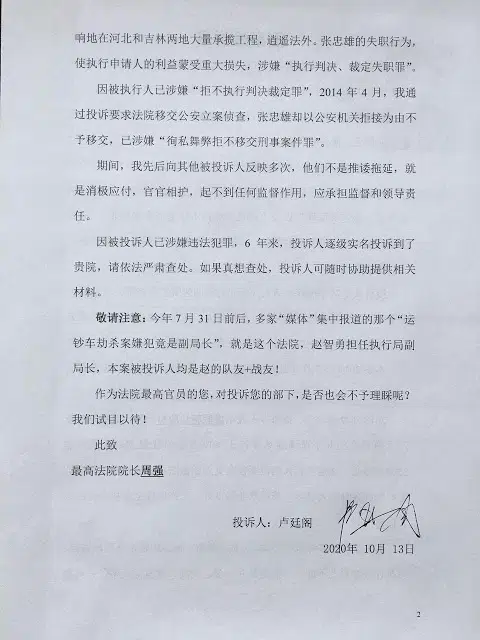 响地在河北和吉林两地大量承揽工程，逍遥法外。张忠雄的失职行为，
使执行申请人的利益蒙受重大损失，涉嫌“执行判决、裁定失职罪”。
因被执行人已涉嫌“拒不执行判决裁定罪”，2014 年 4 月，我通
过投诉要求法院移交公安立案侦查，张忠雄却以公安机关拒接为由不
予移交，已涉嫌“徇私舞弊拒不移交刑事案件罪”。
期间，我先后向其他被投诉人反映多次，他们不是推诿拖延，就
是消极应付，官官相护，起不到任何监督作用，应承担监督和领导责
任。
因被投诉人已涉嫌违法犯罪，6 年来，投诉人逐级实名投诉到了
贵院，请依法严肃查处。如果真想查处，投诉人可随时协助提供相关
材料。
敬请注意：今年 7 月 31 日前后，多家“媒体”集中报道的那个“运
钞车劫杀案嫌犯竟是副局长”，就是这个法院，赵智勇担任执行局副
局长，本案被投诉人均是赵的队友+战友！
作为法院最高官员的您，对投诉您的部下，是否也会不予理睬呢？
我们试目以待！
此致
最高法院院长周强
投诉人：卢廷阁
2020年 10月 13日
2